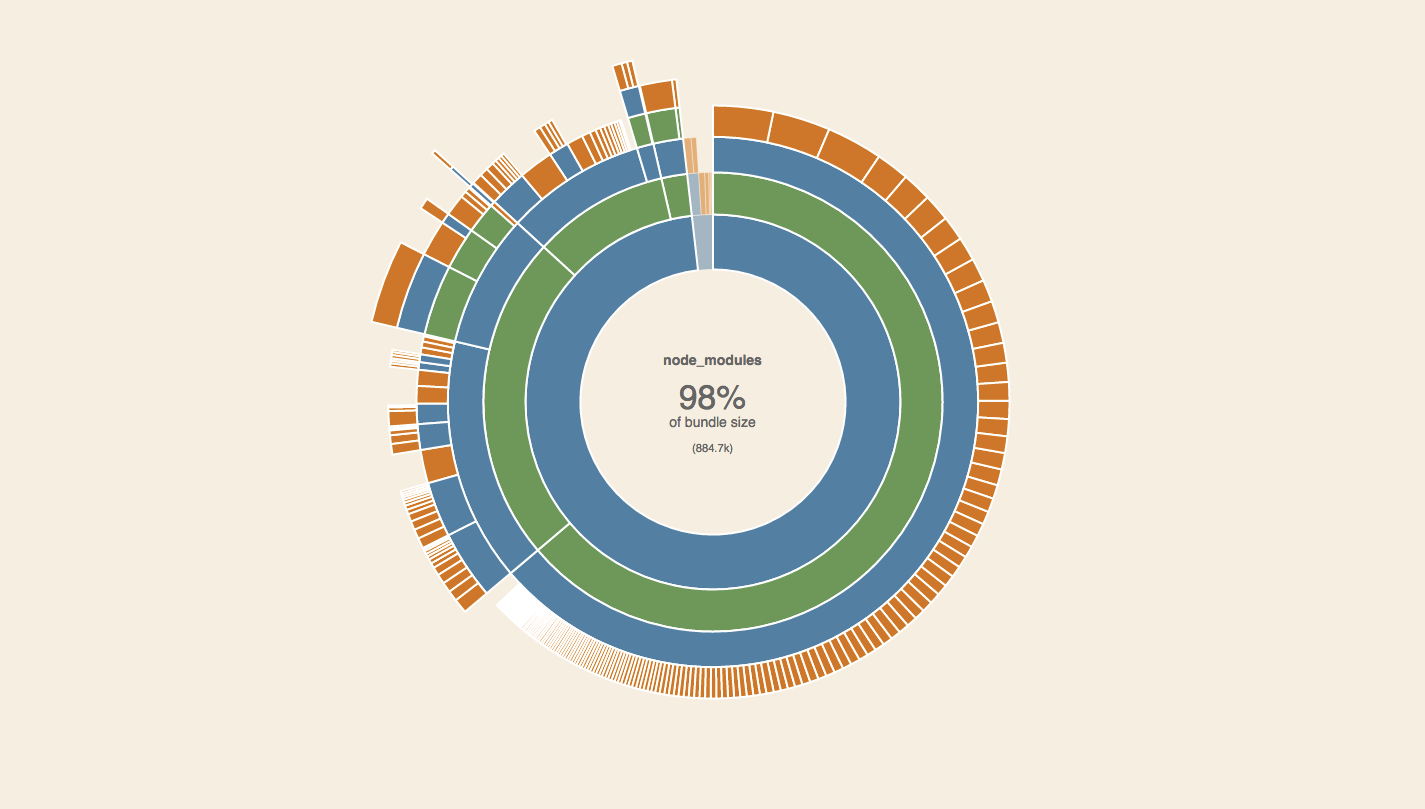 node_modules
98%
of bundle size
(884.7k)